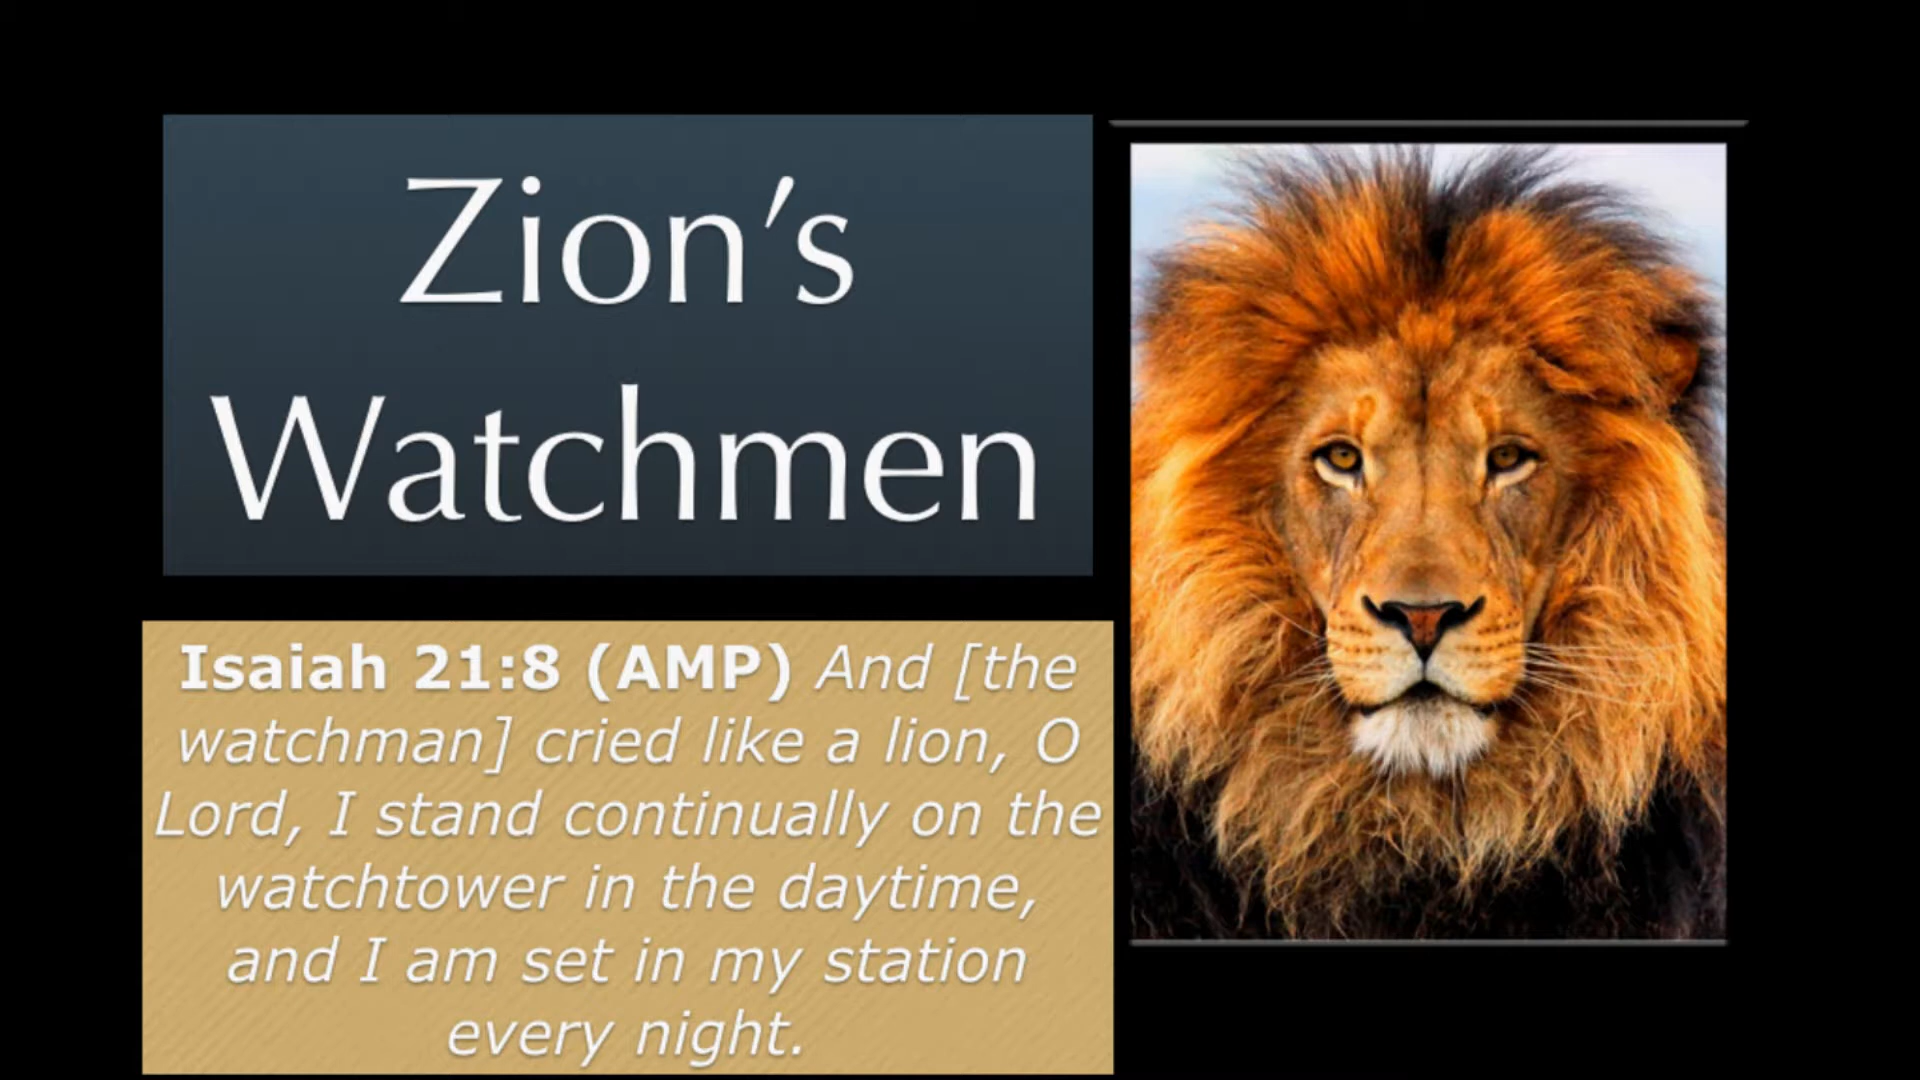 Zion's
Watchmen
Isaiah 21:8 (AMP) And [the
watchman] cried like a lion, O
Lord, I stand continually on the
watchtower in the daytime,
and I am set in my station
every night.